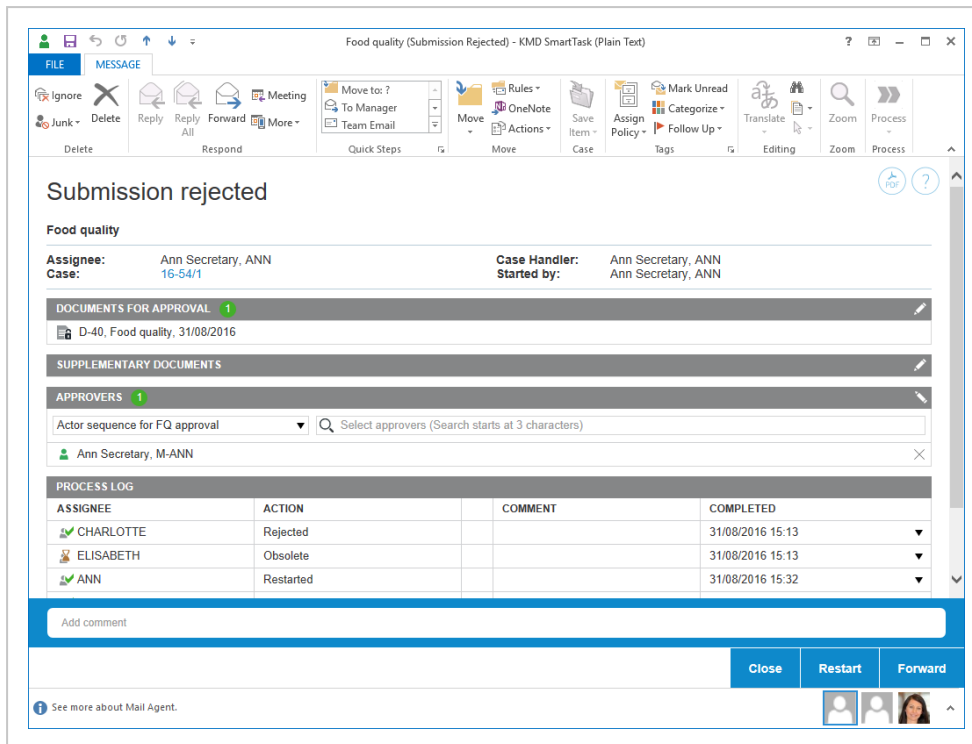 Food quality (Submission Rejected) - KMD SmartTask (Plain Text)
FILE MESSAGE
Ignore
Junk
Delete
Reply
Reply All
Forward
Meeting
More
Move to: ?
To Manager
Team Email
Move
Rules
OneNote
Actions
Save Item
Assign Policy
Mark Unread
Categorize
Follow Up
Translate
Zoom
Process
Delete Respond Quick Steps Move Case Tags Editing Zoom Process
Submission rejected
PDF ?
Food quality
Assignee: Ann Secretary, ANN Case Handler: Ann Secretary, ANN
Case: 16-54/1 Started by: Ann Secretary, ANN
DOCUMENTS FOR APPROVAL 1
D-40, Food quality, 31/08/2016
SUPPLEMENTARY DOCUMENTS
APPROVERS 1
Actor sequence for FQ approval Select approvers (Search starts at 3 characters)
Ann Secretary, M-ANN
PROCESS LOG
ASSIGNEE ACTION COMMENT COMPLETED
CHARLOTTE Rejected 31/08/2016 15:13
ELISABETH Obsolete 31/08/2016 15:13
ANN Restarted 31/08/2016 15:32
Add comment
Close Restart Forward
See more about Mail Agent.